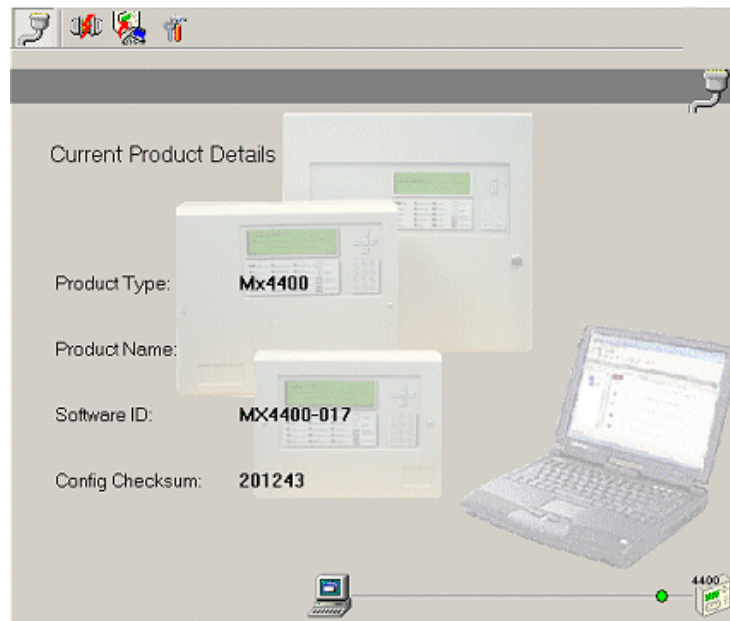 Current Product Details
Product Type: Mx4400
Product Name:
Software ID: MX4400-017
Config Checksum: 201243
4400